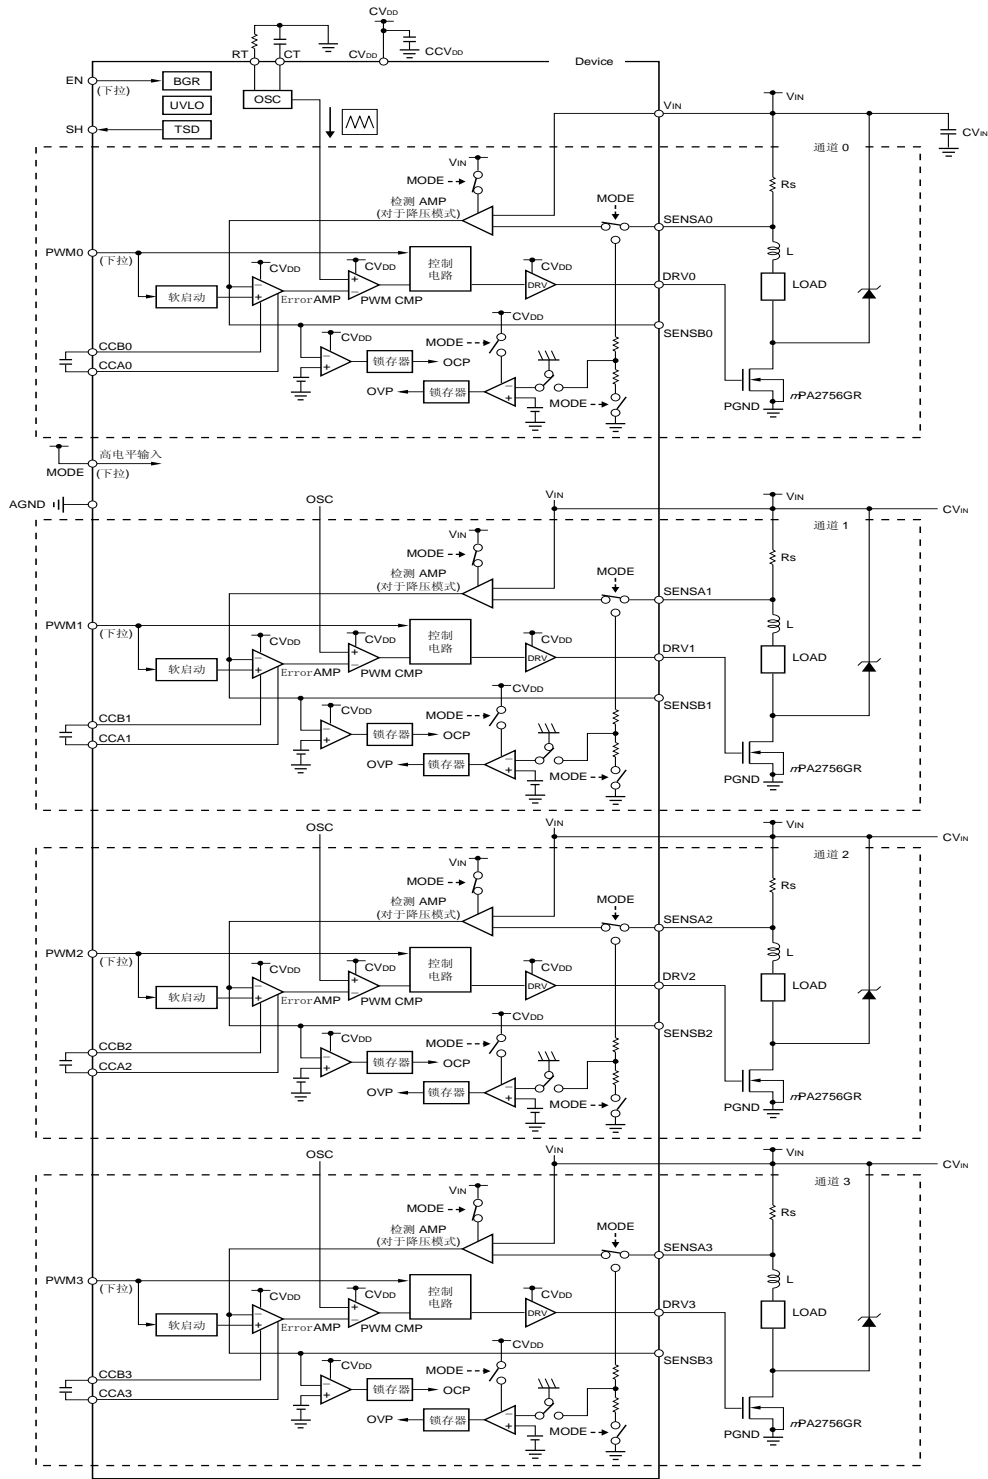 CVDD
RT
CT
CVDD
CCVDD
Device
EN
(下拉)
BGR
UVLO
TSD
OSC
SH
VIN
VIN
CVIN
通道 0
VIN
MODE
检测 AMP
(对于降压模式)
MODE
SENSA0
Rs
L
LOAD
PWM0
(下拉)
控制
电路
CVDD
CVDD
CVDD
DRV
DRV0
软启动
Error AMP
PWM CMP
SENSB0
CVDD
CVDD
MODE
锁存器
OCP
OVP
锁存器
MODE
CCB0
CCA0
PGND
mPA2756GR
高电平输入
MODE
(下拉)
AGND
OSC
VIN
VIN
CVIN
通道 1
VIN
MODE
检测 AMP
(对于降压模式)
MODE
SENSA1
Rs
L
LOAD
PWM1
(下拉)
控制
电路
CVDD
CVDD
CVDD
DRV
DRV1
软启动
Error AMP
PWM CMP
SENSB1
CVDD
CVDD
MODE
锁存器
OCP
OVP
锁存器
MODE
CCB1
CCA1
PGND
mPA2756GR
OSC
VIN
VIN
CVIN
通道 2
VIN
MODE
检测 AMP
(对于降压模式)
MODE
SENSA2
Rs
L
LOAD
PWM2
(下拉)
控制
电路
CVDD
CVDD
CVDD
DRV
DRV2
软启动
Error AMP
PWM CMP
SENSB2
CVDD
CVDD
MODE
锁存器
OCP
OVP
锁存器
MODE
CCB2
CCA2
PGND
mPA2756GR
OSC
VIN
VIN
CVIN
通道 3
VIN
MODE
检测 AMP
(对于降压模式)
MODE
SENSA3
Rs
L
LOAD
PWM3
(下拉)
控制
电路
CVDD
CVDD
CVDD
DRV
DRV3
软启动
Error AMP
PWM CMP
SENSB3
CVDD
CVDD
MODE
锁存器
OCP
OVP
锁存器
MODE
CCB3
CCA3
PGND
mPA2756GR